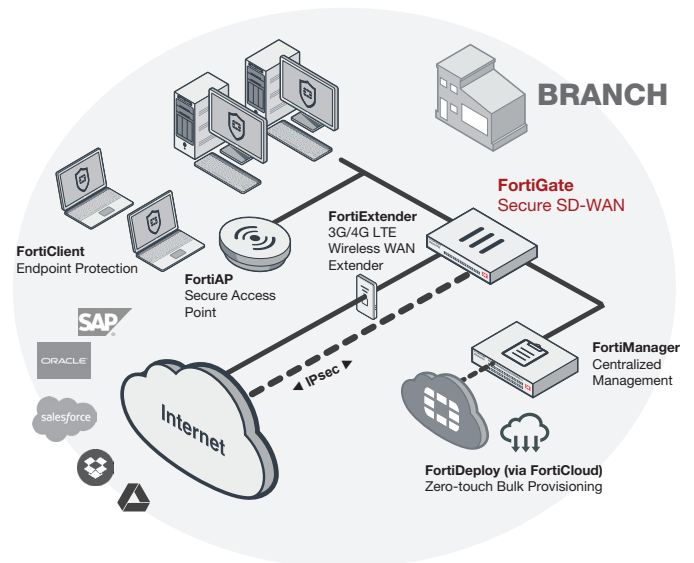 BRANCH
FortiGate
Secure SD-WAN
FortiExtender
3G/4G LTE
Wireless WAN
Extender
FortiClient
Endpoint Protection
FortiAP
Secure Access
Point
SAP
ORACLE
salesforce
Internet
◄ IPsec ►
FortiManager
Centralized
Management
FortiDeploy (via FortiCloud)
Zero-touch Bulk Provisioning